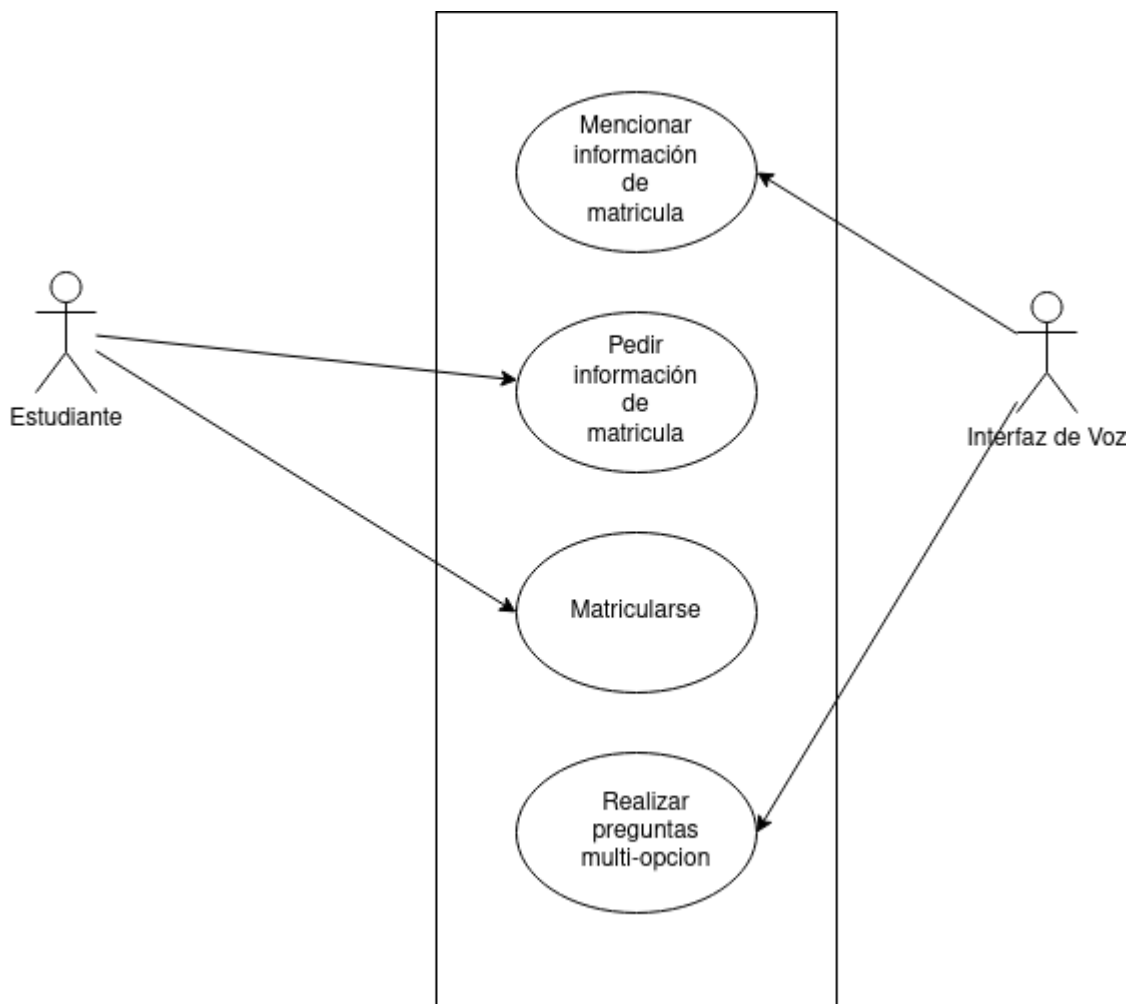 Mencionar
información
de
matricula
Estudiante
Pedir
información
de
matricula
Interfaz de Voz
Matricularse
Realizar
preguntas
multi-opcion